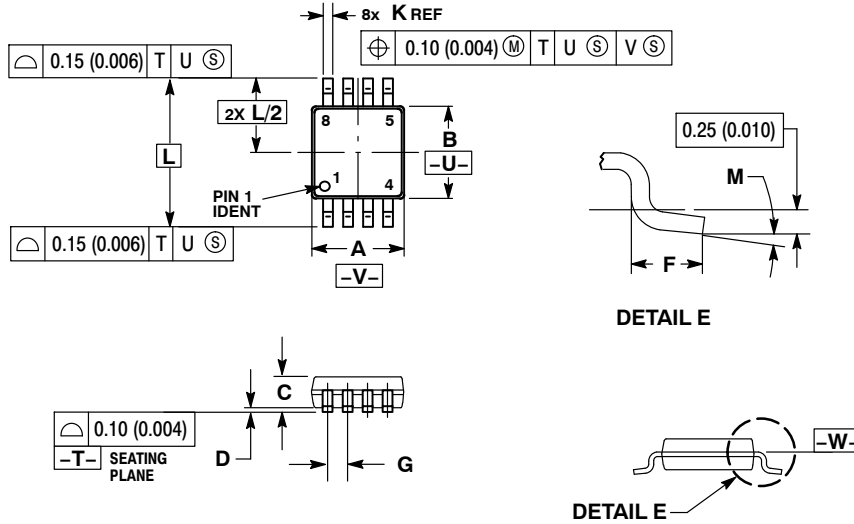 8x K REF
⌖ 0.10 (0.004) Ⓜ T U Ⓢ V Ⓢ
⌓ 0.15 (0.006) T U Ⓢ
2X L/2
8
5
B
-U-
L
PIN 1
IDENT
1
4
⌓ 0.15 (0.006) T U Ⓢ
A
-V-
0.25 (0.010)
M
F
DETAIL E
C
⌓ 0.10 (0.004)
-T- SEATING
PLANE
D
G
-W-
DETAIL E